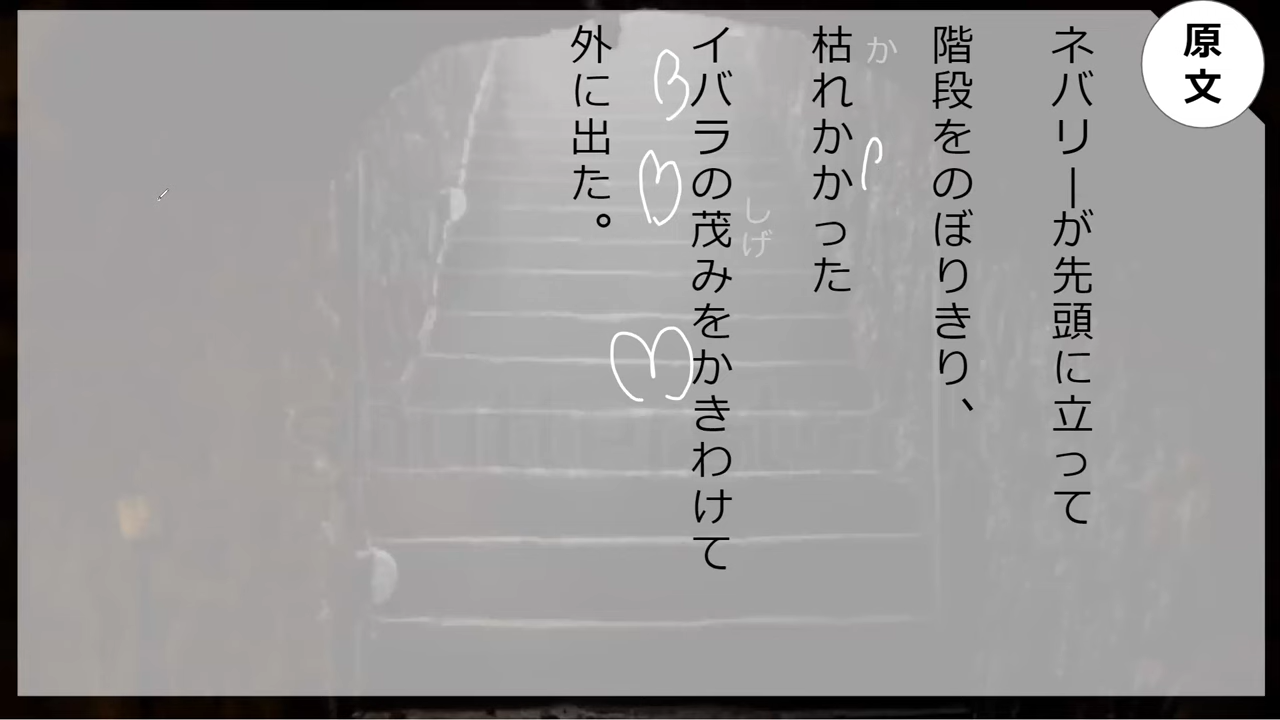 原文
ネバリーが先頭に立って
階段をのぼりきり、
か
枯れかかった
しげ
イバラの茂みをかきわけて
外に出た。